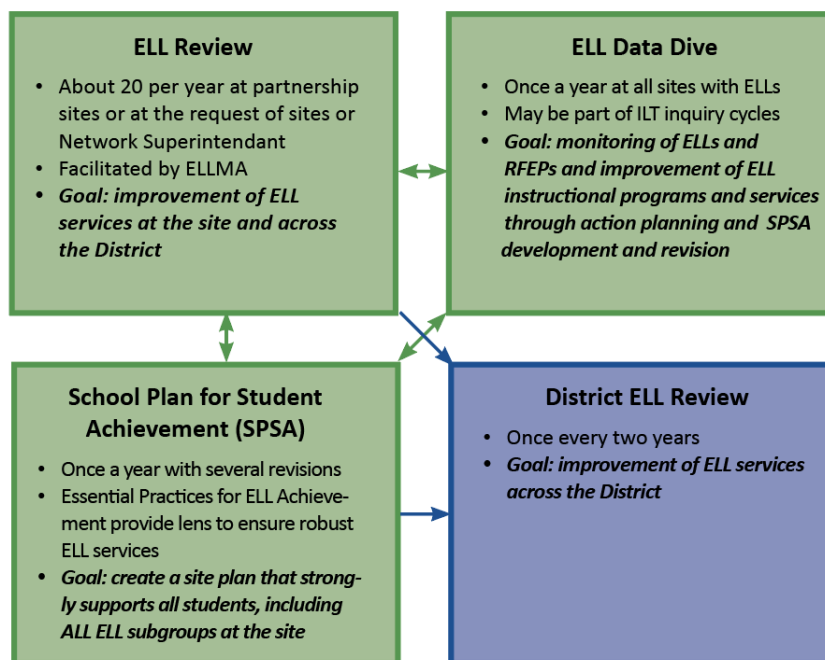 ELL Review
• About 20 per year at partnership
sites or at the request of sites or
Network Superintendant
• Facilitated by ELLMA
• Goal: improvement of ELL
services at the site and across
the District
ELL Data Dive
• Once a year at all sites with ELLs
• May be part of ILT inquiry cycles
• Goal: monitoring of ELLs and
RFEPs and improvement of ELL
instructional programs and services
through action planning and SPSA
development and revision
School Plan for Student
Achievement (SPSA)
• Once a year with several revisions
• Essential Practices for ELL Achieve-
ment provide lens to ensure robust
ELL services
• Goal: create a site plan that strong-
ly supports all students, including
ALL ELL subgroups at the site
District ELL Review
• Once every two years
• Goal: improvement of ELL services
across the District